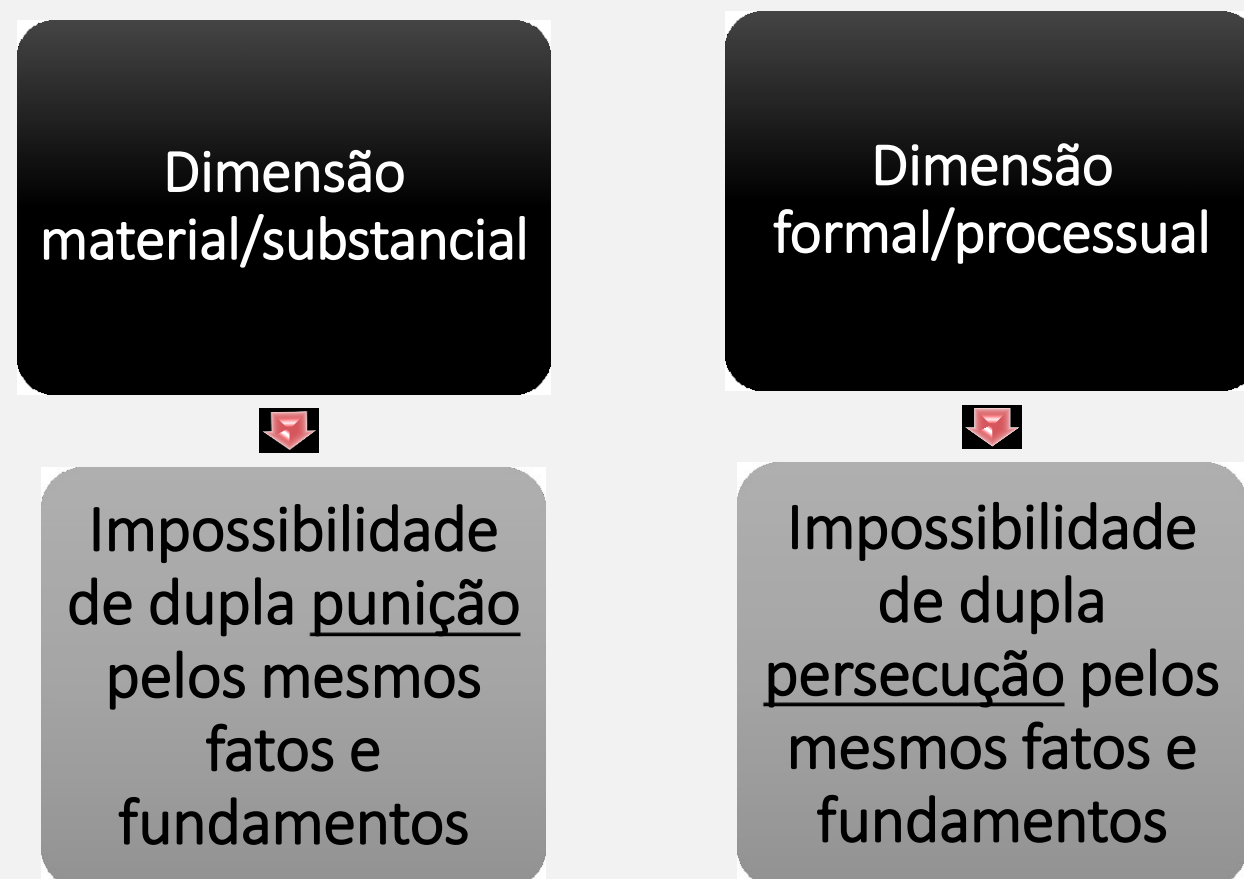 Dimensão
material/substancial
Impossibilidade
de dupla punição
pelos mesmos
fatos e
fundamentos
Dimensão
formal/processual
Impossibilidade
de dupla
persecução pelos
mesmos fatos e
fundamentos